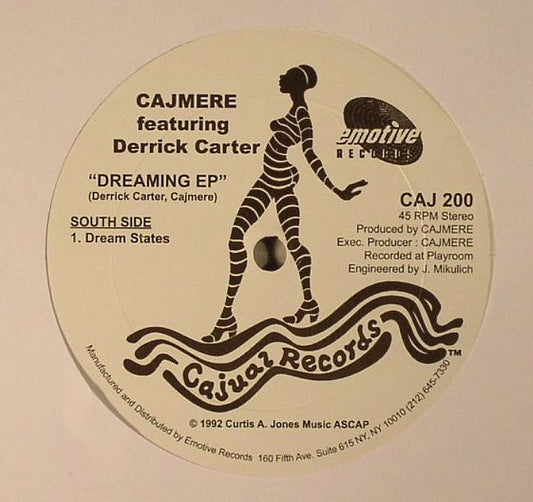 CAJMERE
featuring
Derrick Carter
"DREAMING EP"
(Derrick Carter, Cajmere)
SOUTH SIDE
1. Dream States
emotive
RECORDS
CAJ 200
45 RPM Stereo
Produced by CAJMERE
Exec. Producer : CAJMERE
Recorded at Playroom
Engineered by J. Mikulich
Cajual Records
TM
© 1992 Curtis A. Jones Music ASCAP
Manufactured and Distributed by Emotive Records 160 Fifth Ave. Suite 615 NY, NY 10010 (212) 645-7330